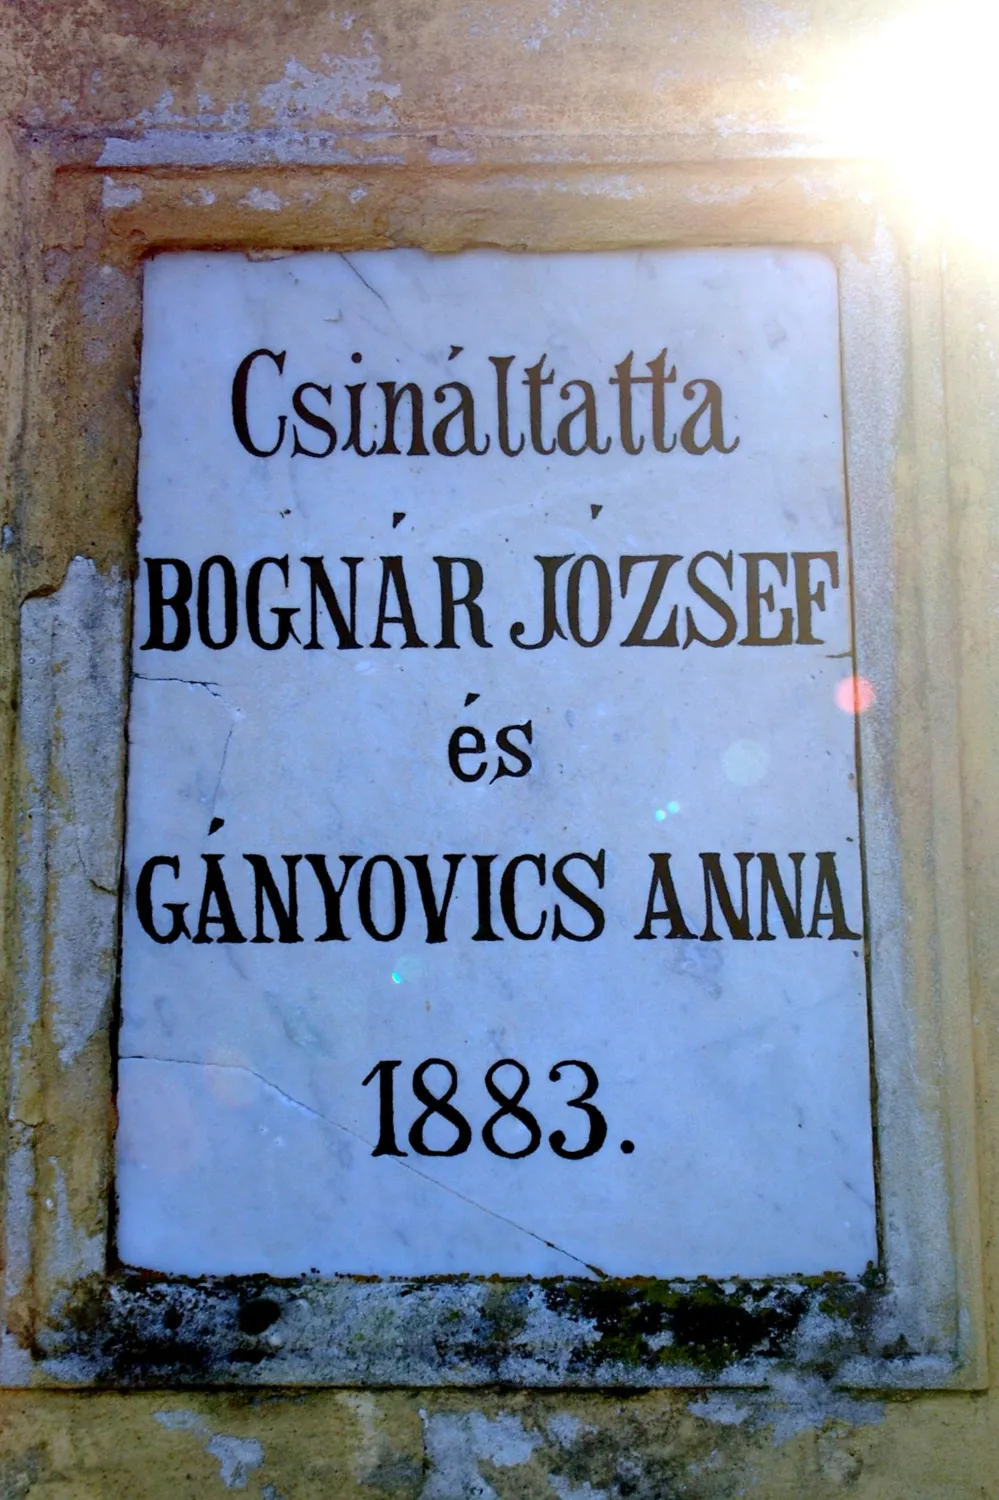 Csináltatta
BOGNÁR JÓZSEF
és
GÁNYOVICS ANNA
1883.